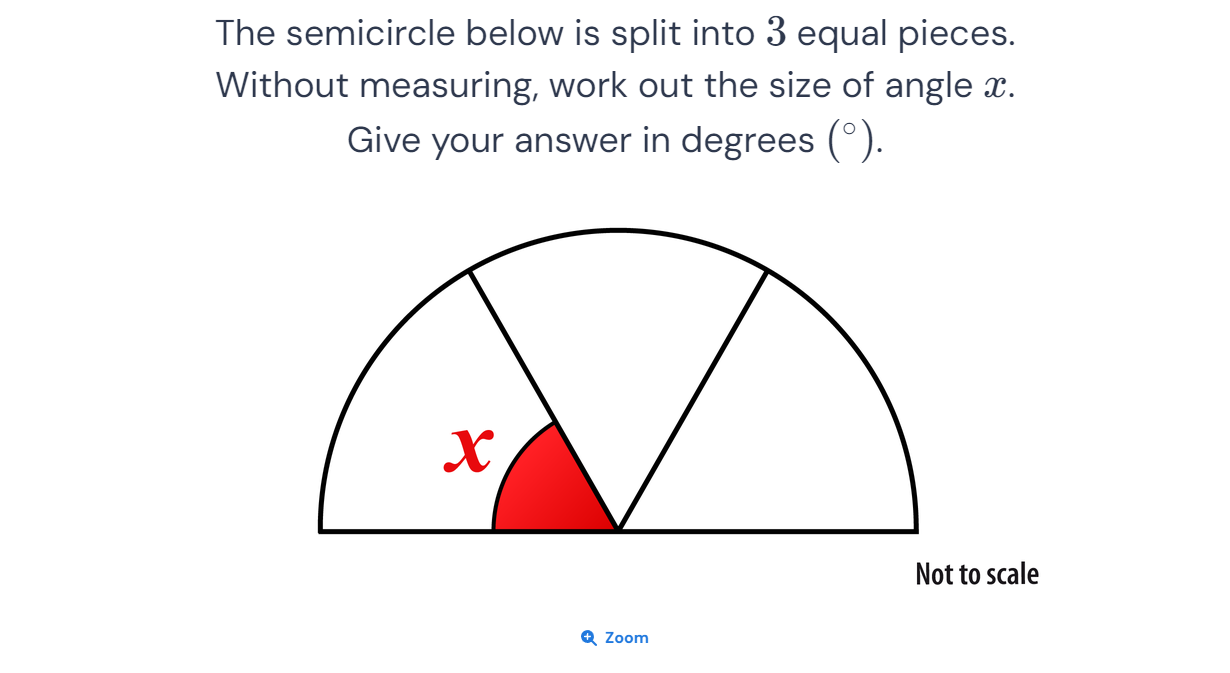 The semicircle below is split into 3 equal pieces.
Without measuring, work out the size of angle x.
Give your answer in degrees (°).
x
Not to scale
Zoom